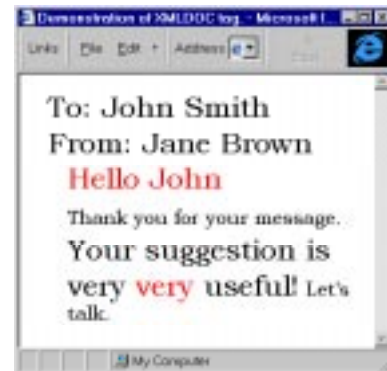 Demonstration of XMLDOC tag. - Microsoft I...
Links File Edit Address
To: John Smith
From: Jane Brown
Hello John
Thank you for your message.
Your suggestion is
very very useful! Let's
talk.
My Computer